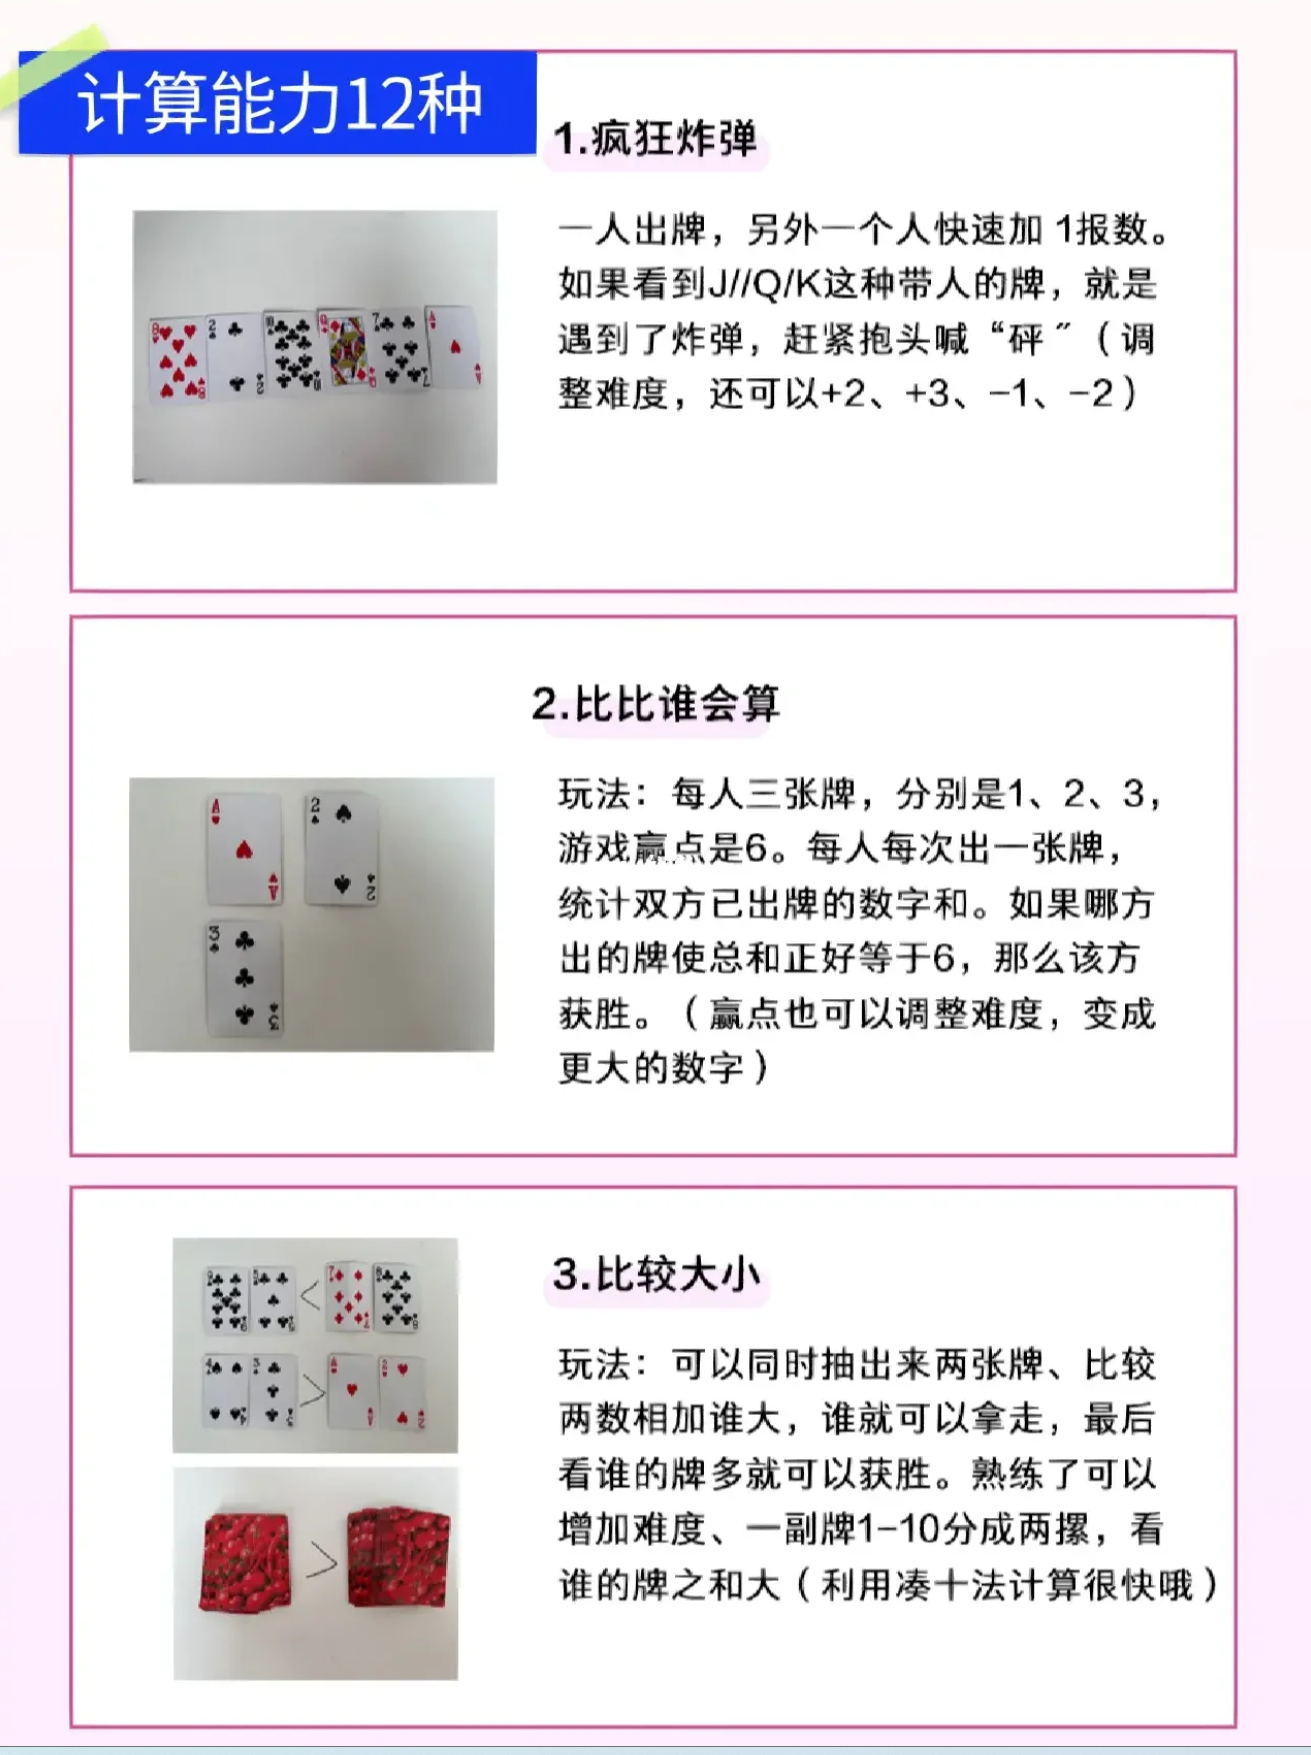 计算能力12种
1.疯狂炸弹
一人出牌，另外一个人快速加 1报数。
如果看到J//Q/K这种带人的牌，就是
遇到了炸弹，赶紧抱头喊“砰〞（调
整难度，还可以+2、+3、-1、-2）
2.比比谁会算
玩法：每人三张牌，分别是1、2、3，
游戏赢点是6。每人每次出一张牌，
统计双方已出牌的数字和。如果哪方
出的牌使总和正好等于6，那么该方
获胜。（赢点也可以调整难度，变成
更大的数字）
3.比较大小
玩法：可以同时抽出来两张牌、比较
两数相加谁大，谁就可以拿走，最后
看谁的牌多就可以获胜。熟练了可以
增加难度、一副牌1-10分成两摞，看
谁的牌之和大（利用凑十法计算很快哦）